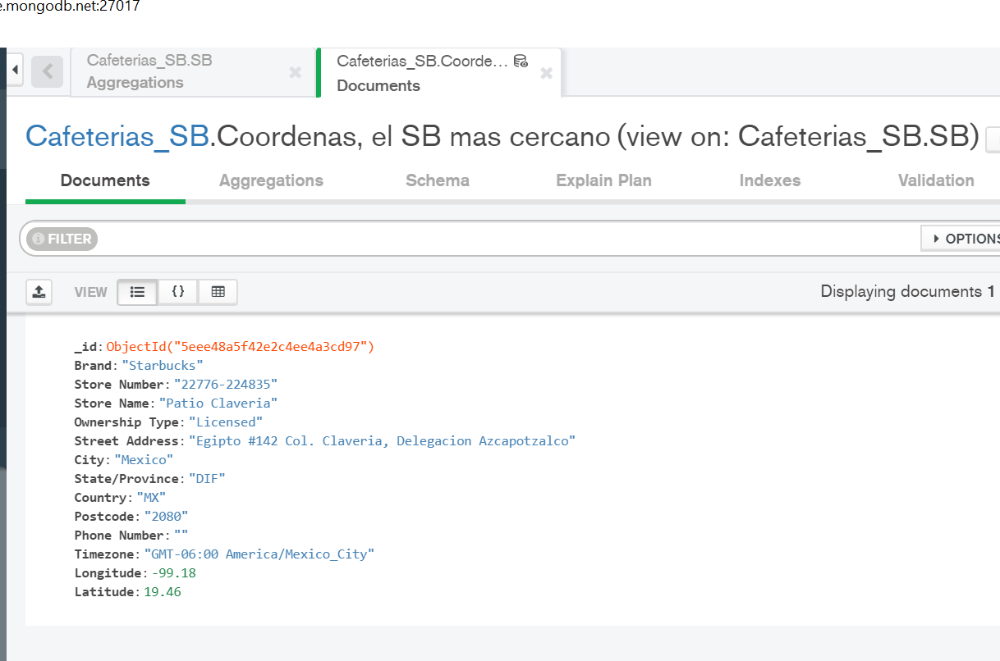 e.mongodb.net:27017
Cafeterias_SB.SB
Aggregations
Cafeterias_SB.Coorde...
Documents
Cafeterias_SB.Coordenas, el SB mas cercano (view on: Cafeterias_SB.SB)
Documents Aggregations Schema Explain Plan Indexes Validation
FILTER OPTIONS
VIEW { } Displaying documents 1
_id: ObjectId("5eee48a5f42e2c4ee4a3cd97")
Brand: "Starbucks"
Store Number: "22776-224835"
Store Name: "Patio Claveria"
Ownership Type: "Licensed"
Street Address: "Egipto #142 Col. Claveria, Delegacion Azcapotzalco"
City: "Mexico"
State/Province: "DIF"
Country: "MX"
Postcode: "2080"
Phone Number: ""
Timezone: "GMT-06:00 America/Mexico_City"
Longitude: -99.18
Latitude: 19.46